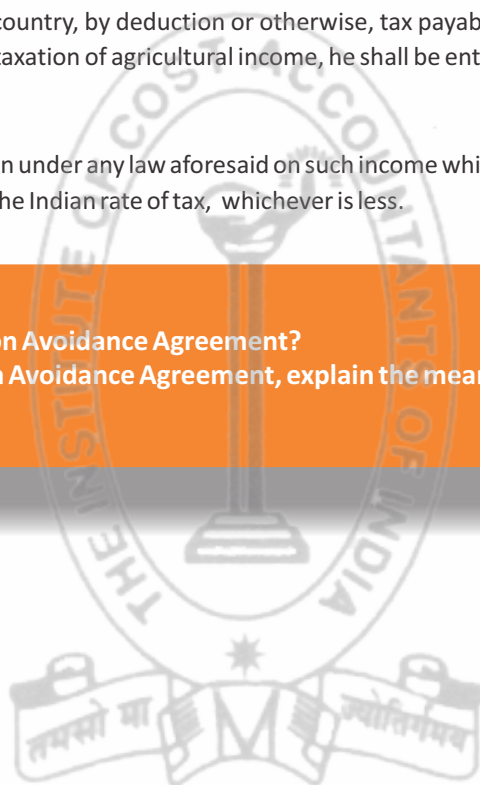 country, by deduction or otherwise, tax payab
taxation of agricultural income, he shall be ent
n under any law aforesaid on such income whi
he Indian rate of tax, whichever is less.
on Avoidance Agreement?
n Avoidance Agreement, explain the mean
THE INSTITUTE OF COST ACCOUNTANTS OF INDIA
तमसो मा ज्योतिर्गमय